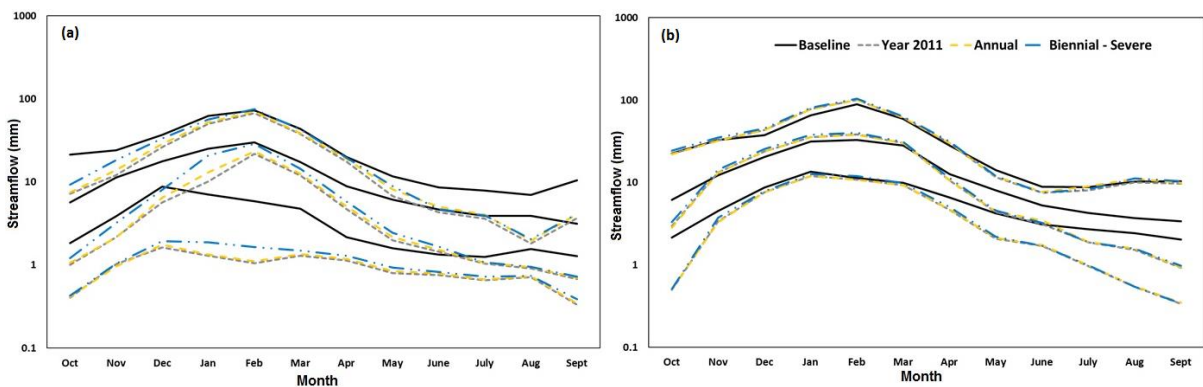 (a)
Streamflow (mm)
1000
100
10
1
0.1
Oct Nov Dec Jan Feb Mar Apr May June July Aug Sept
Month
(b)
Baseline Year 2011 Annual Biennial - Severe
Streamflow (mm)
1000
100
10
1
0.1
Oct Nov Dec Jan Feb Mar Apr May June July Aug Sept
Month